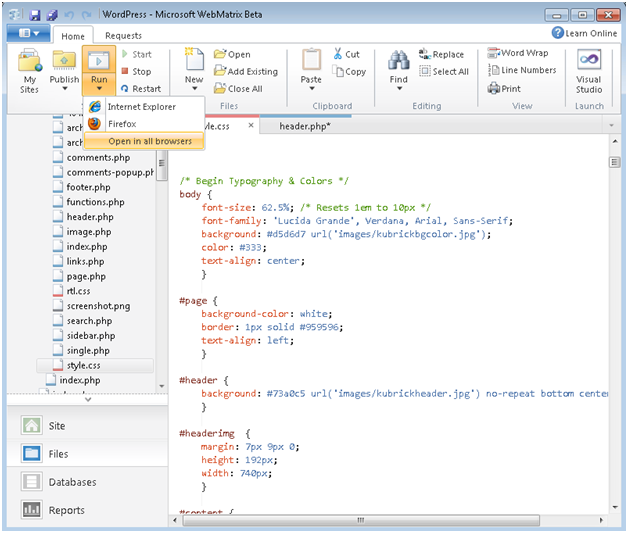 WordPress - Microsoft WebMatrix Beta
Home
Requests
Learn Online
My Sites
Publish
Run
Start
Stop
Restart
New
Open
Add Existing
Close All
Files
Paste
Cut
Copy
Clipboard
Find
Replace
Select All
Editing
Word Wrap
Line Numbers
Print
View
Visual Studio
Launch
Internet Explorer
Firefox
Open in all browsers
yle.css
header.php*
arc
arc
comments.php
comments-popup.ph
footer.php
functions.php
header.php
image.php
index.php
links.php
page.php
rtl.css
screenshot.png
search.php
sidebar.php
single.php
style.css
index.php
Site
Files
Databases
Reports
/* Begin Typography & Colors */
body {
font-size: 62.5%; /* Resets 1em to 10px */
font-family: 'Lucida Grande', Verdana, Arial, Sans-Serif;
background: #d5d6d7 url('images/kubrickbgcolor.jpg');
color: #333;
text-align: center;
}
#page {
background-color: white;
border: 1px solid #959596;
text-align: left;
}
#header {
background: #73a0c5 url('images/kubrickheader.jpg') no-repeat bottom center
}
#headerimg {
margin: 7px 9px 0;
height: 192px;
width: 740px;
}
#content {